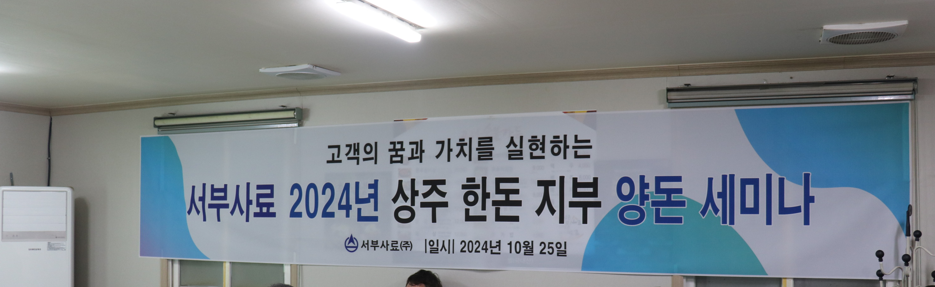 고객의 꿈과 가치를 실현하는
서부사료 2024년 상주 한돈 지부 양돈 세미나
서부사료(주) |일시| 2024년 10월 25일